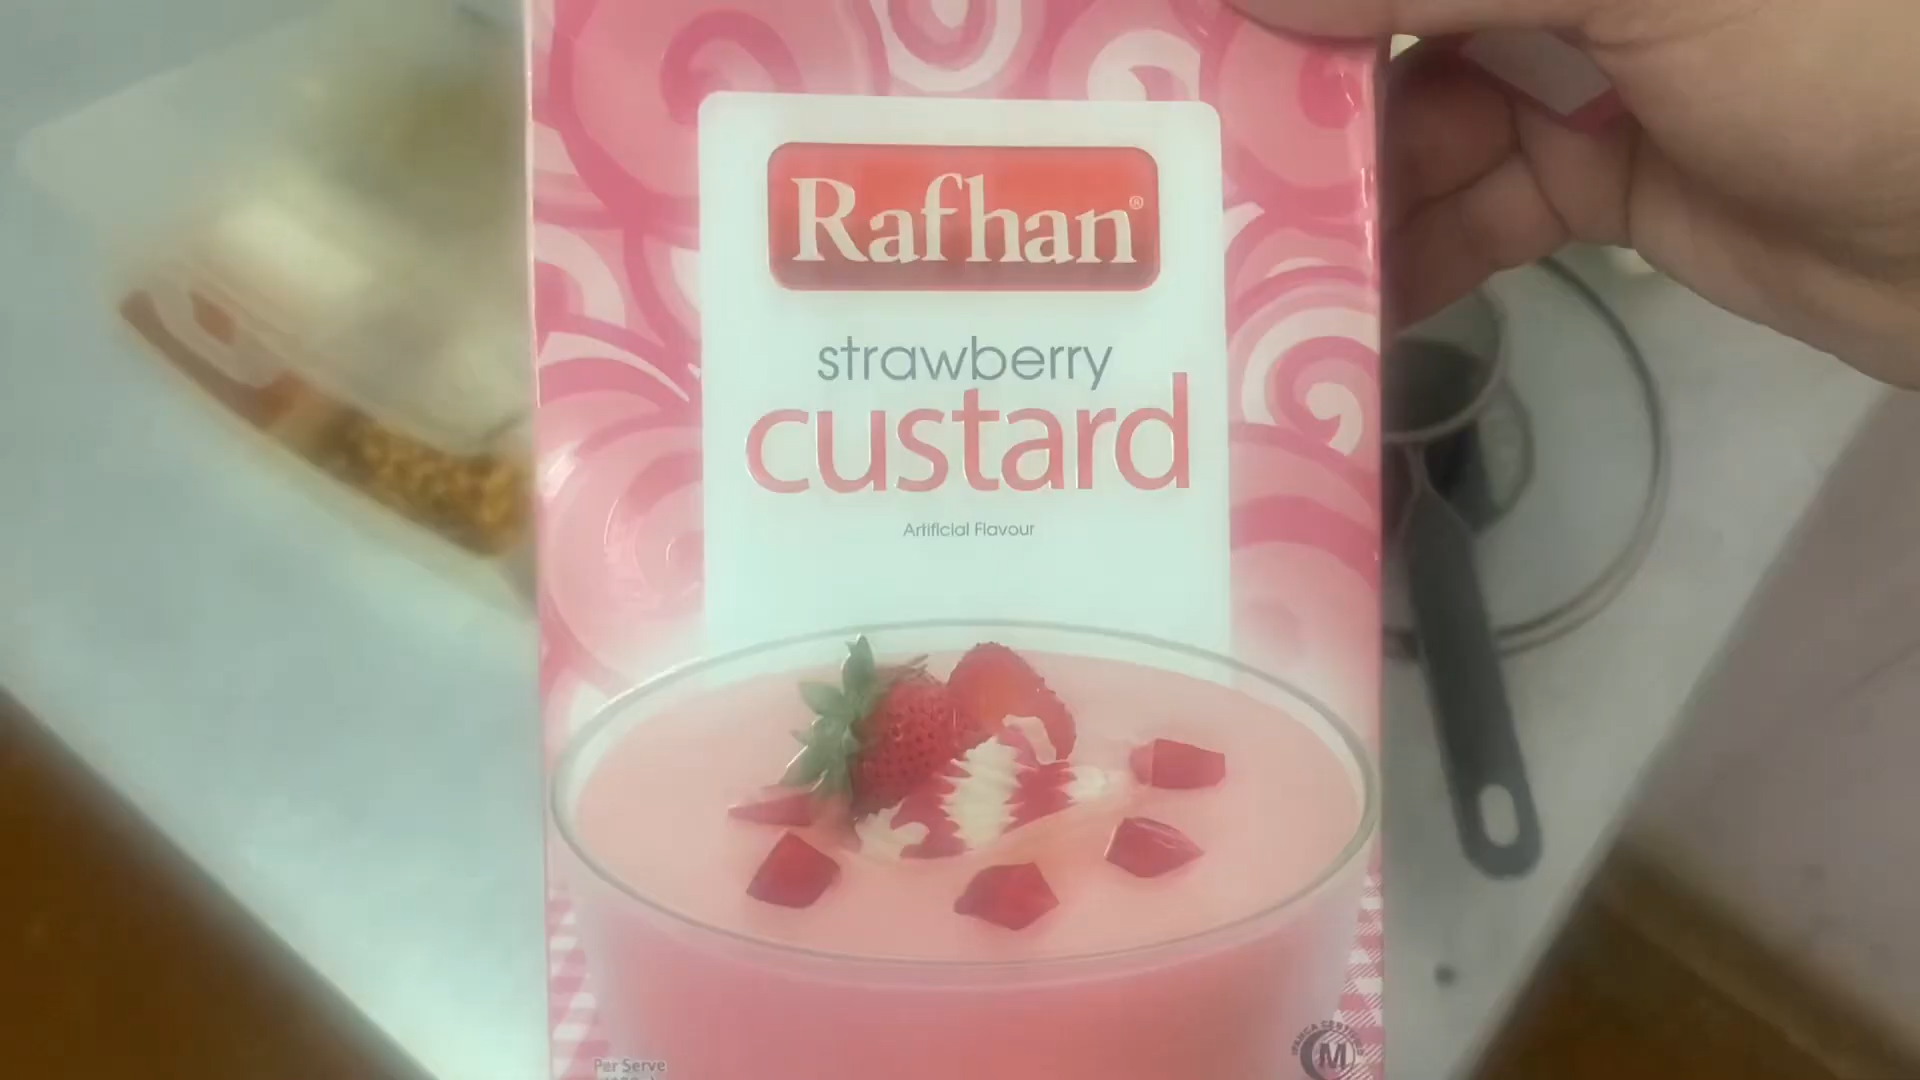 Rafhan®
strawberry
custard
Artificial Flavour
Per Serve
M